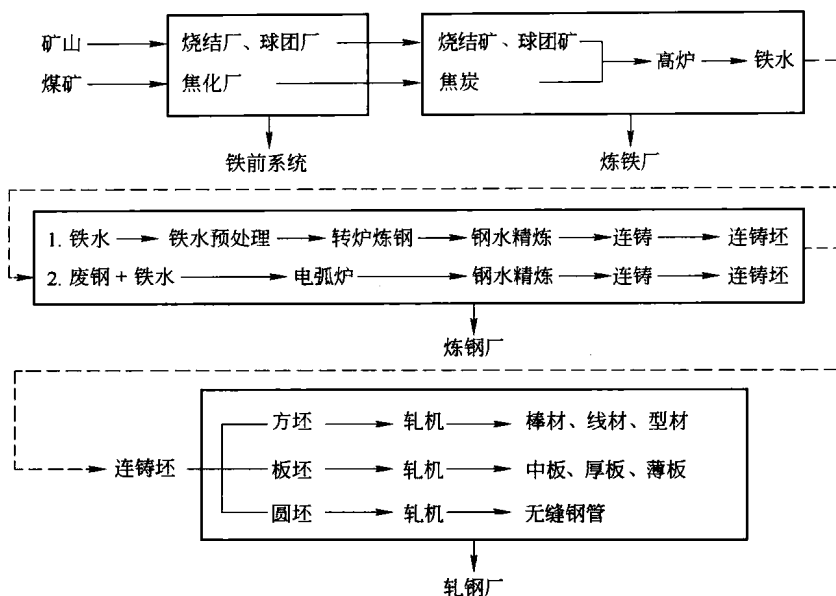 矿山 烧结厂、球团厂 烧结矿、球团矿
高炉 铁水
煤矿 焦化厂 焦炭
铁前系统 炼铁厂
1. 铁水 铁水预处理 转炉炼钢 钢水精炼 连铸 连铸坯
2. 废钢 + 铁水 电弧炉 钢水精炼 连铸 连铸坯
炼钢厂
方坯 轧机 棒材、线材、型材
连铸坯 板坯 轧机 中板、厚板、薄板
圆坯 轧机 无缝钢管
轧钢厂